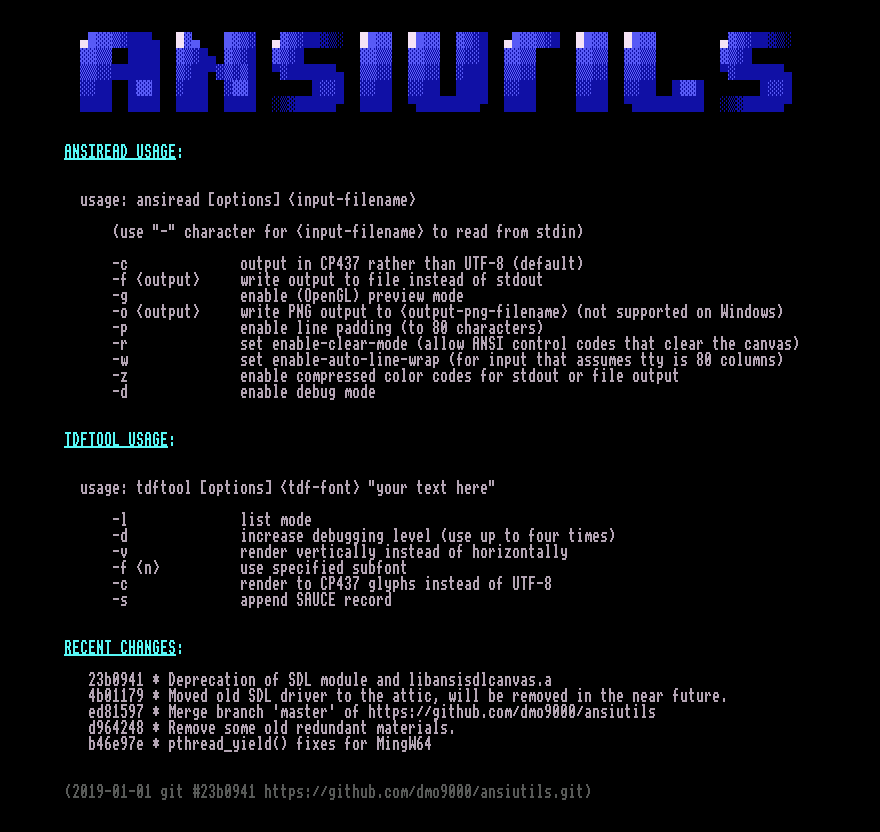 ANSIUTILS
ANSIREAD USAGE:
usage: ansiread [options] <input-filename>
(use "-" character for <input-filename> to read from stdin)
-c output in CP437 rather than UTF-8 (default)
-f <output> write output to file instead of stdout
-g enable (OpenGL) preview mode
-o <output> write PNG output to <output-png-filename> (not supported on Windows)
-p enable line padding (to 80 characters)
-r set enable-clear-mode (allow ANSI control codes that clear the canvas)
-w set enable-auto-line-wrap (for input that assumes tty is 80 columns)
-z enable compressed color codes for stdout or file output
-d enable debug mode
TDFTOOL USAGE:
usage: tdftool [options] <tdf-font> "your text here"
-l list mode
-d increase debugging level (use up to four times)
-v render vertically instead of horizontally
-f <n> use specified subfont
-c render to CP437 glyphs instead of UTF-8
-s append SAUCE record
RECENT CHANGES:
23b0941 * Deprecation of SDL module and libansisdlcanvas.a
4b01179 * Moved old SDL driver to the attic, will be removed in the near future.
ed81597 * Merge branch 'master' of https://github.com/dmo9000/ansiutils
d964248 * Remove some old redundant materials.
b46e97e * pthread_yield() fixes for MingW64
(2019-01-01 git #23b0941 https://github.com/dmo9000/ansiutils.git)